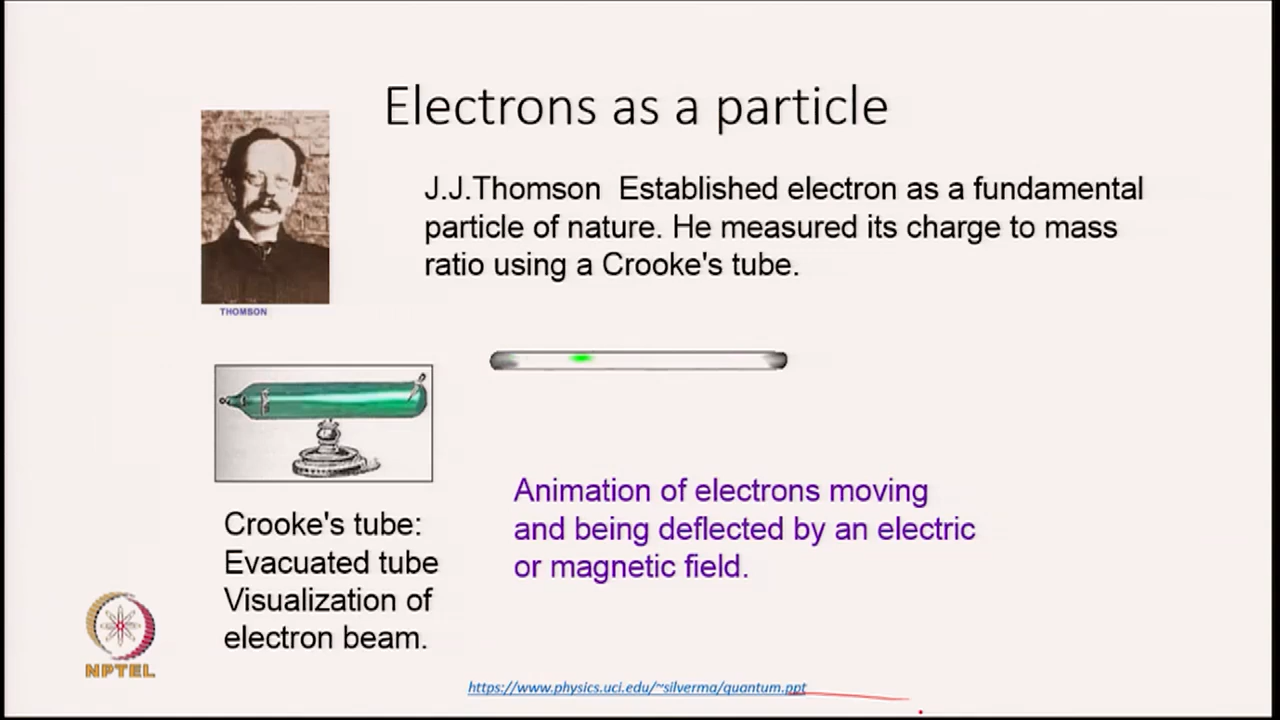 Electrons as a particle
J.J.Thomson Established electron as a fundamental
particle of nature. He measured its charge to mass
ratio using a Crooke's tube.
THOMSON
Crooke's tube:
Evacuated tube
Visualization of
electron beam.
Animation of electrons moving
and being deflected by an electric
or magnetic field.
NPTEL
https://www.physics.uci.edu/~silverma/quantum.ppt